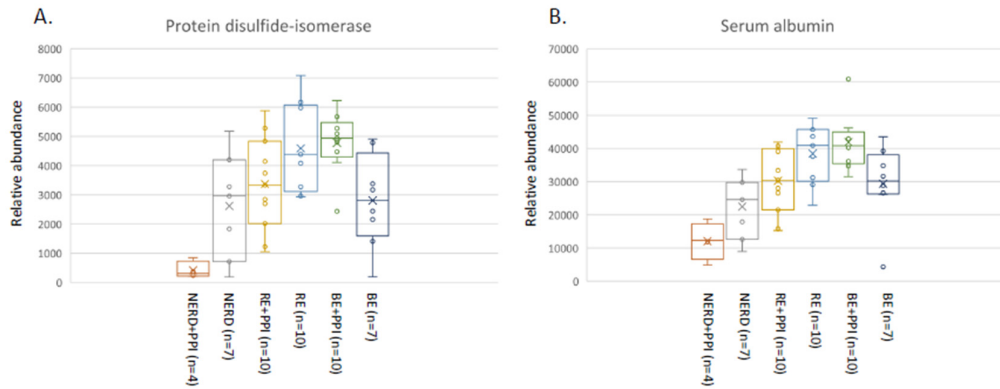 A.
Protein disulfide-isomerase
Relative abundance
8000
7000
6000
5000
4000
3000
2000
1000
0
NERD+PPI (n=4)
NERD (n=7)
RE+PPI (n=10)
RE (n=10)
BE+PPI (n=10)
BE (n=7)
B.
Serum albumin
Relative abundance
70000
60000
50000
40000
30000
20000
10000
0
NERD+PPI (n=4)
NERD (n=7)
RE+PPI (n=10)
RE (n=10)
BE+PPI (n=10)
BE (n=7)